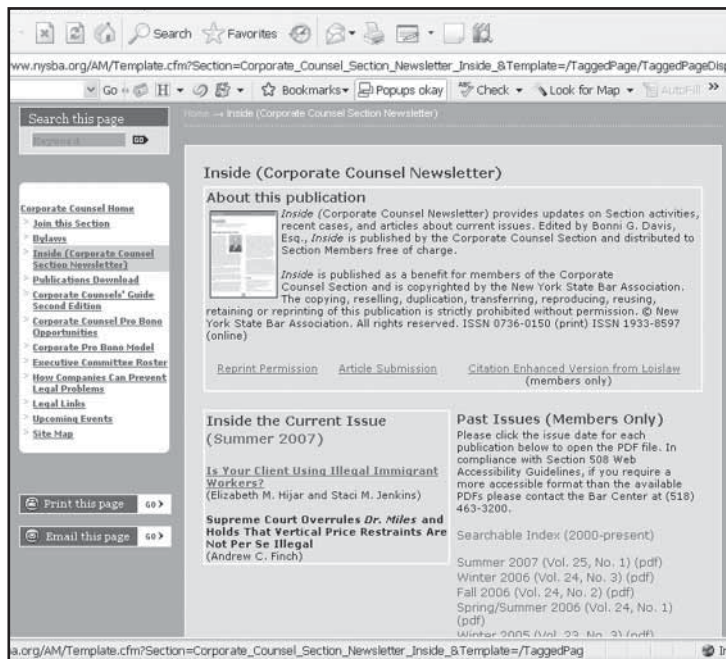 Search Favorites
ww.nysba.org/AM/Template.cfm?Section=Corporate_Counsel_Section_Newsletter_Inside_&Template=/TaggedPage/TaggedPageDisp
Go H Bookmarks Popups okay Check Look for Map AutoFill »
Search this page
Keyword GO
Home → Inside (Corporate Counsel Newsletter)
Corporate Counsel Home
Join this Section
Bylaws
Inside (Corporate Counsel
Section Newsletter)
Publications Download
Corporate Counsels' Guide
Second Edition
Corporate Counsel Pro Bono
Opportunities
Corporate Pro Bono Model
Executive Committee Roster
How Companies Can Prevent
Legal Problems
Legal Links
Upcoming Events
Site Map
Print this page GO
Email this page GO
Inside (Corporate Counsel Newsletter)
About this publication
Inside (Corporate Counsel Newsletter) provides updates on Section activities,
recent cases, and articles about current issues. Edited by Bonni G. Davis,
Esq., Inside is published by the Corporate Counsel Section and distributed to
Section Members free of charge.
Inside is published as a benefit for members of the Corporate
Counsel Section and is copyrighted by the New York State Bar Association.
The copying, reselling, duplication, transferring, reproducing, reusing,
retaining or reprinting of this publication is strictly prohibited without permission. © New
York State Bar Association. All rights reserved. ISSN 0736-0150 (print) ISSN 1933-8597
(online)
Reprint Permission Article Submission Citation Enhanced Version from Loislaw
(members only)
Inside the Current Issue
(Summer 2007)
Is Your Client Using Illegal Immigrant
Workers?
(Elizabeth M. Hijar and Staci M. Jenkins)
Supreme Court Overrules Dr. Miles and
Holds That Vertical Price Restraints Are
Not Per Se Illegal
(Andrew C. Finch)
Past Issues (Members Only)
Please click the issue date for each
publication below to open the PDF file. In
compliance with Section 508 Web
Accessibility Guidelines, if you require a
more accessible format than the available
PDFs please contact the Bar Center at (518)
463-3200.
Searchable Index (2000-present)
Summer 2007 (Vol. 25, No. 1) (pdf)
Winter 2006 (Vol. 24, No. 3) (pdf)
Fall 2006 (Vol. 24, No. 2) (pdf)
Spring/Summer 2006 (Vol. 24, No. 1)
(pdf)
Winter 2005 (Vol. 23, No. 3) (pdf)
a.org/AM/Template.cfm?Section=Corporate_Counsel_Section_Newsletter_Inside_&Template=/TaggedPag